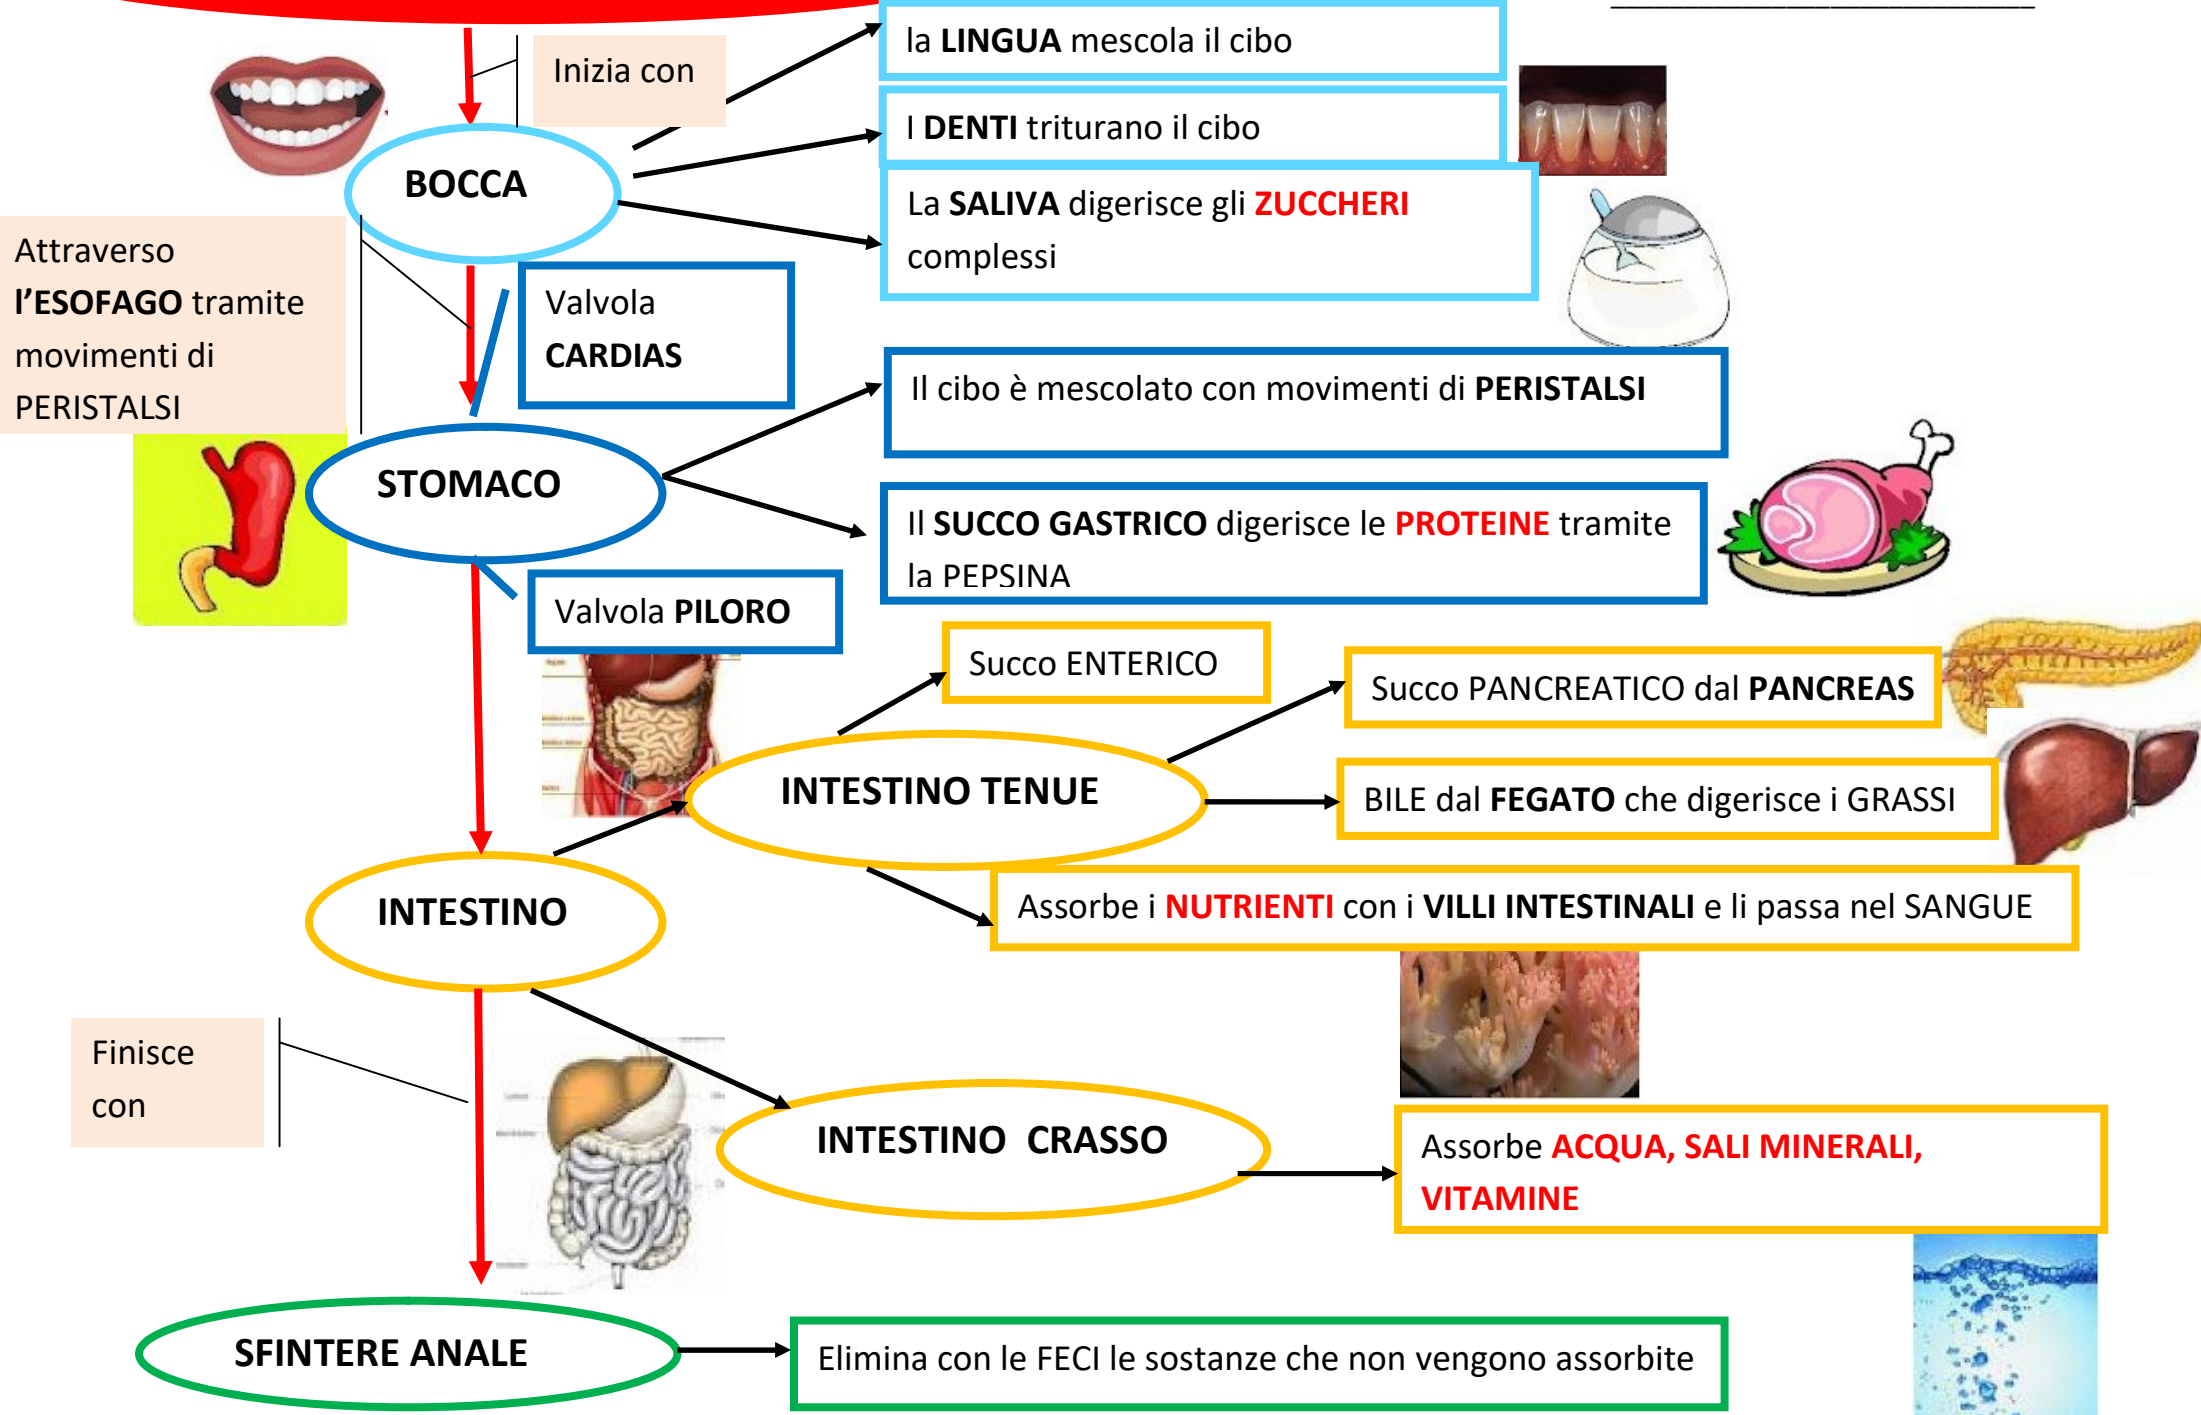 la LINGUA mescola il cibo
Inizia con
I DENTI triturano il cibo
BOCCA
La SALIVA digerisce gli ZUCCHERI
complessi
Attraverso
l'ESOFAGO tramite
movimenti di
PERISTALSI
Valvola
CARDIAS
Il cibo è mescolato con movimenti di PERISTALSI
STOMACO
Il SUCCO GASTRICO digerisce le PROTEINE tramite
la PEPSINA
Valvola PILORO
Succo ENTERICO
Succo PANCREATICO dal PANCREAS
INTESTINO TENUE
BILE dal FEGATO che digerisce i GRASSI
INTESTINO
Assorbe i NUTRIENTI con i VILLI INTESTINALI e li passa nel SANGUE
Finisce
con
INTESTINO CRASSO
Assorbe ACQUA, SALI MINERALI,
VITAMINE
SFINTERE ANALE
Elimina con le FECI le sostanze che non vengono assorbite